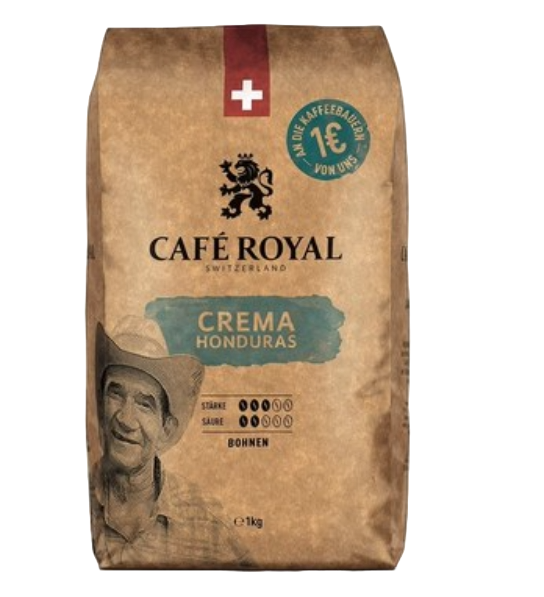 AN DIE KAFFEEBAUERN
1€
VON UNS
CAFÉ ROYAL
SWITZERLAND
CREMA
HONDURAS
STÄRKE
SÄURE
BOHNEN
℮ 1kg